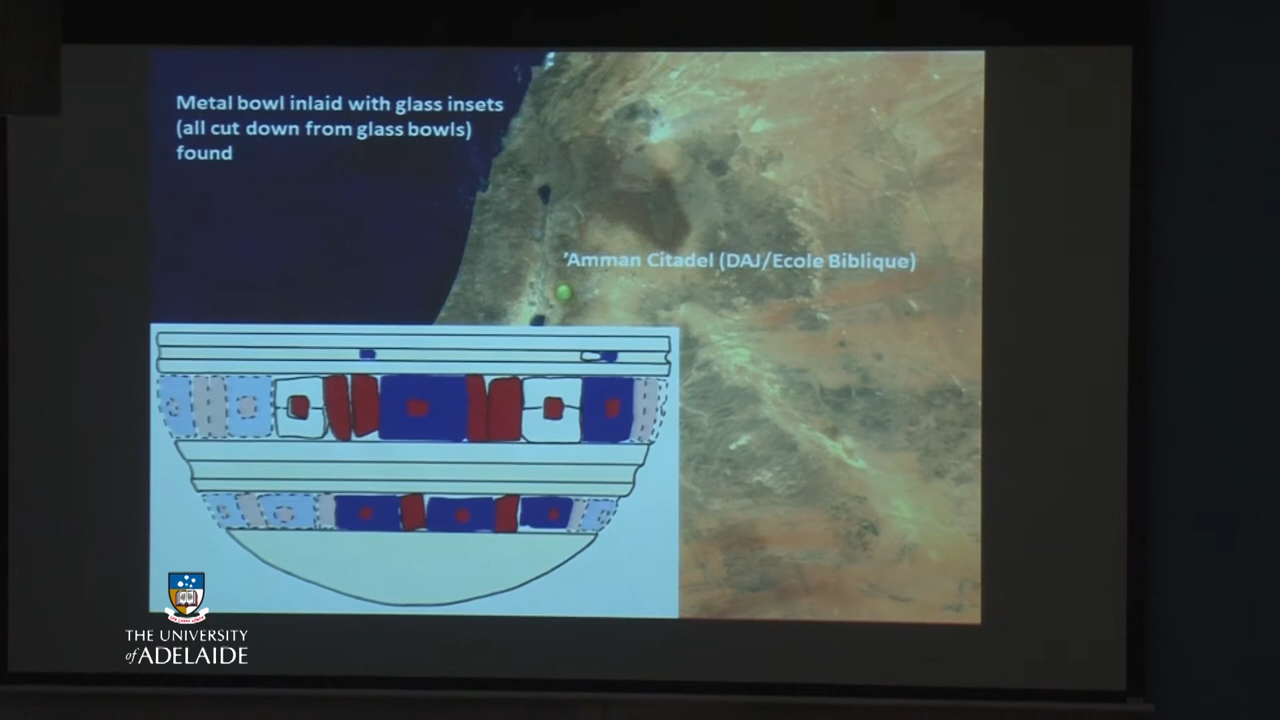 Metal bowl inlaid with glass insets
(all cut down from glass bowls)
found
'Amman Citadel (DAJ/Ecole Biblique)
THE UNIVERSITY
of ADELAIDE